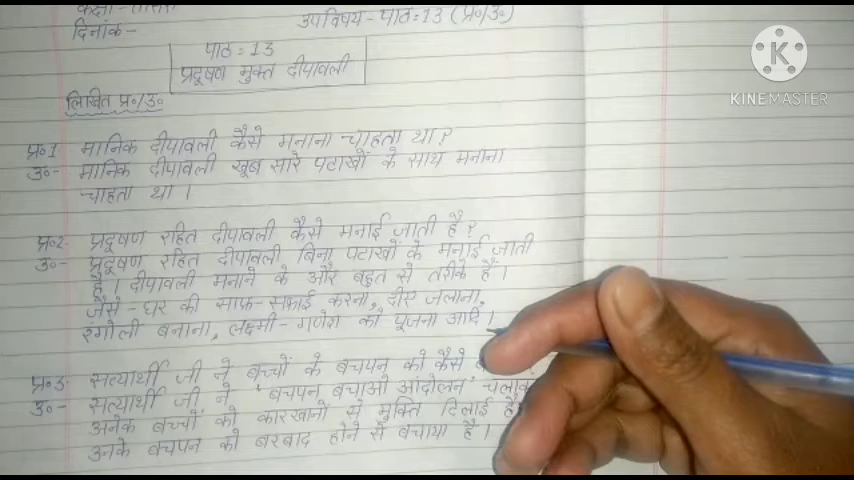 कक्षा-तीसरी
दिनांक-
उपविषय-पाठ:13 (प्र०/उ०)
पाठ:13
प्रदूषण मुक्त दीपावली
लिखित प्र०/उ०
प्र०1 मानिक दीपावली कैसे मनाना चाहता था?
उ०- मानिक दीपावली खूब सारे पटाखों के साथ मनाना
चाहता था।
प्र०2. प्रदूषण रहित दीपावली कैसे मनाई जाती है?
उ०- प्रदूषण रहित दीपावली बिना पटाखों के मनाई जाती
है। दीपावली मनाने के और बहुत से तरीके हैं।
जैसे-घर की साफ-सफाई करना, दीए जलाना,
रंगोली बनाना, लक्ष्मी-गणेश की पूजना आदि।
प्र०3. सत्यार्थी जी ने बच्चों के बचपन को कैसे
उ०- सत्यार्थी जी ने 'बचपन बचाओ आंदोलन' चलाकर
अनेक बच्चों को कारखानों से मुक्ति दिलाई है
उनके बचपन को बरबाद होने से बचाया है।
KINEMASTER